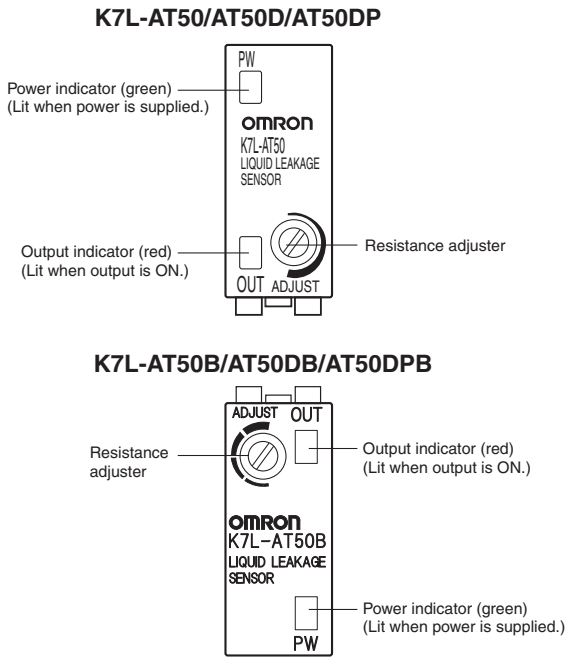 K7L-AT50/AT50D/AT50DP
PW
Power indicator (green)
(Lit when power is supplied.)
OMRON
K7L-AT50
LIQUID LEAKAGE
SENSOR
Output indicator (red)
(Lit when output is ON.)
Resistance adjuster
OUT ADJUST
K7L-AT50B/AT50DB/AT50DPB
ADJUST OUT
Resistance
adjuster
Output indicator (red)
(Lit when output is ON.)
OMRON
K7L-AT50B
LIQUID LEAKAGE
SENSOR
Power indicator (green)
(Lit when power is supplied.)
PW